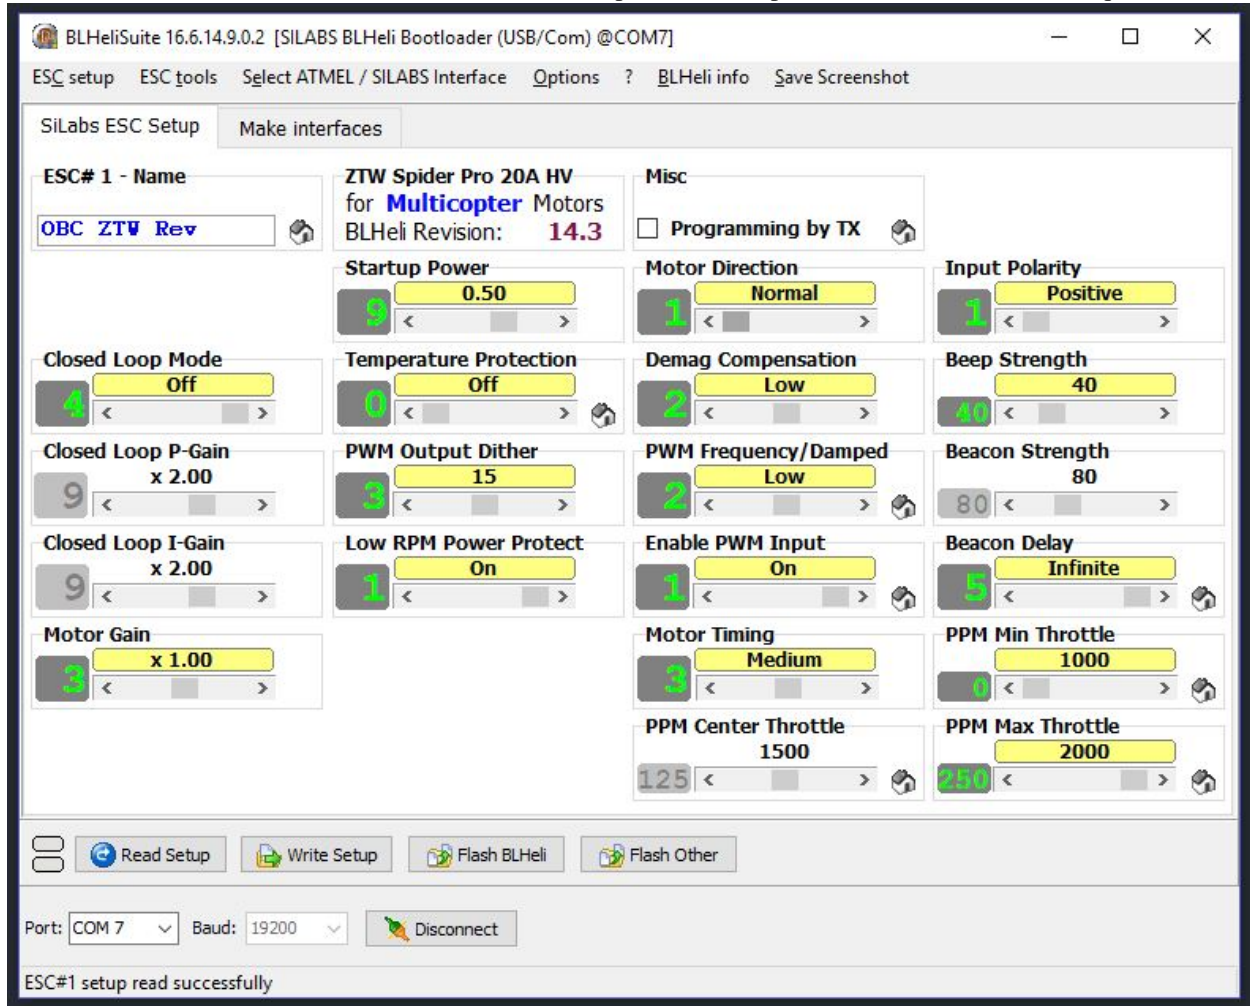 BLHeliSuite 16.6.14.9.0.2 [SILABS BLHeli Bootloader (USB/Com) @COM7]
ESC setup ESC tools Select ATMEL / SILABS Interface Options ? BLHeli info Save Screenshot
SiLabs ESC Setup Make interfaces
ESC# 1 - Name
OBC ZTW Rev
ZTW Spider Pro 20A HV
for Multicopter Motors
BLHeli Revision: 14.3
Misc
Programming by TX
Startup Power
0.50
9
Motor Direction
Normal
1
Input Polarity
Positive
1
Closed Loop Mode
Off
4
Temperature Protection
Off
0
Demag Compensation
Low
2
Beep Strength
40
40
Closed Loop P-Gain
x 2.00
9
PWM Output Dither
15
3
PWM Frequency/Damped
Low
2
Beacon Strength
80
80
Closed Loop I-Gain
x 2.00
9
Low RPM Power Protect
On
1
Enable PWM Input
On
1
Beacon Delay
Infinite
5
Motor Gain
x 1.00
3
Motor Timing
Medium
3
PPM Min Throttle
1000
0
PPM Center Throttle
1500
125
PPM Max Throttle
2000
250
Read Setup Write Setup Flash BLHeli Flash Other
Port: COM 7 Baud: 19200 Disconnect
ESC#1 setup read successfully